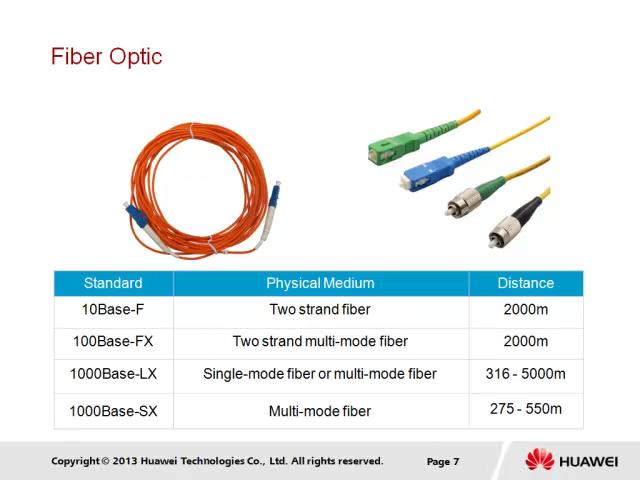 Fiber Optic
Standard Physical Medium Distance
10Base-F Two strand fiber 2000m
100Base-FX Two strand multi-mode fiber 2000m
1000Base-LX Single-mode fiber or multi-mode fiber 316 - 5000m
1000Base-SX Multi-mode fiber 275 - 550m
Copyright © 2013 Huawei Technologies Co., Ltd. All rights reserved. Page 7 HUAWEI